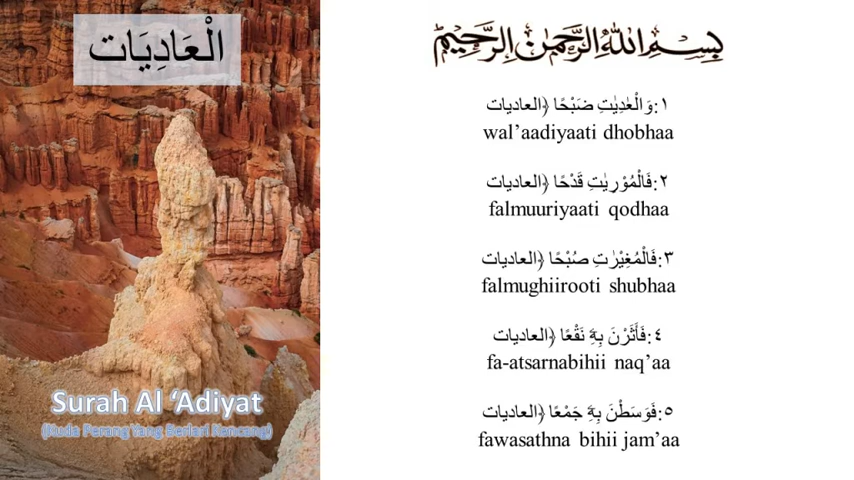 الْعَادِيَات
Surah Al ‘Adiyat
(Kuda Perang Yang Berlari Kencang)
بِسْمِ اللهِ الرَّحْمٰنِ الرَّحِيْمِ
١:وَالْعٰدِيٰتِ ضَبْحًا ﴿العاديات
wal’aadiyaati dhobhaa
٢:فَالْمُوْرِيٰتِ قَدْحًا ﴿العاديات
falmuuriyaati qodhaa
٣:فَالْمُغِيْرٰتِ صُبْحًا ﴿العاديات
falmughiirooti shubhaa
٤:فَأَثَرْنَ بِهٖ نَقْعًا ﴿العاديات
fa-atsarnabihii naq’aa
٥:فَوَسَطْنَ بِهٖ جَمْعًا ﴿العاديات
fawasathna bihii jam’aa